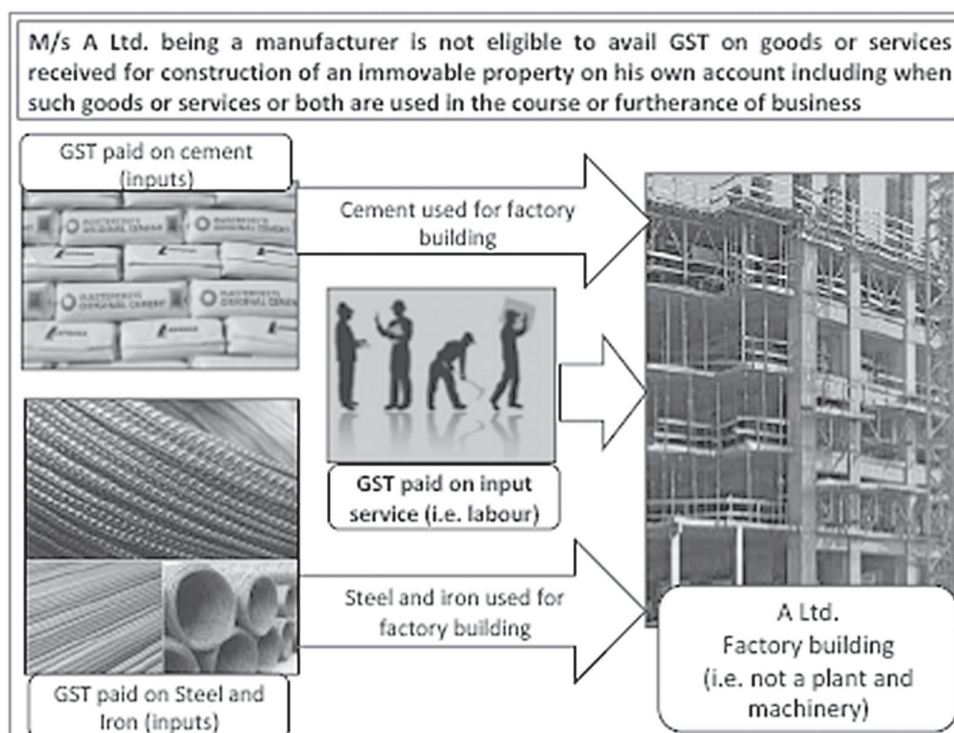 M/s A Ltd. being a manufacturer is not eligible to avail GST on goods or services
received for construction of an immovable property on his own account including when
such goods or services or both are used in the course or furtherance of business
GST paid on cement
(inputs)
Cement used for factory
building
GST paid on input
service (i.e. labour)
Steel and iron used for
factory building
GST paid on Steel and
Iron (inputs)
A Ltd.
Factory building
(i.e. not a plant and
machinery)